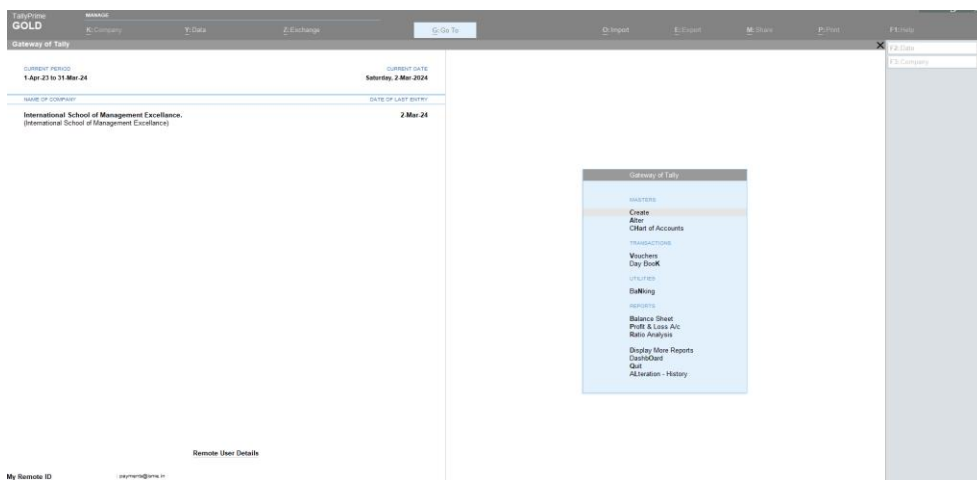 TallyPrime
GOLD
MANAGE
K: Company
Y: Data
Z: Exchange
G: Go To
O: Import
E: Export
M: Share
P: Print
F1: Help
Gateway of Tally
F2: Date
F3: Company
CURRENT PERIOD
CURRENT DATE
1-Apr-23 to 31-Mar-24
Saturday, 2-Mar-2024
NAME OF COMPANY
DATE OF LAST ENTRY
International School of Management Excellance.
2-Mar-24
(International School of Management Excellance)
Gateway of Tally
MASTERS
Create
Alter
CHart of Accounts
TRANSACTIONS
Vouchers
Day BooK
UTILITIES
BaNking
REPORTS
Balance Sheet
Profit & Loss A/c
Ratio Analysis
Display More Reports
DashbOard
Quit
ALteration - History
Remote User Details
My Remote ID
: payments@isme.in